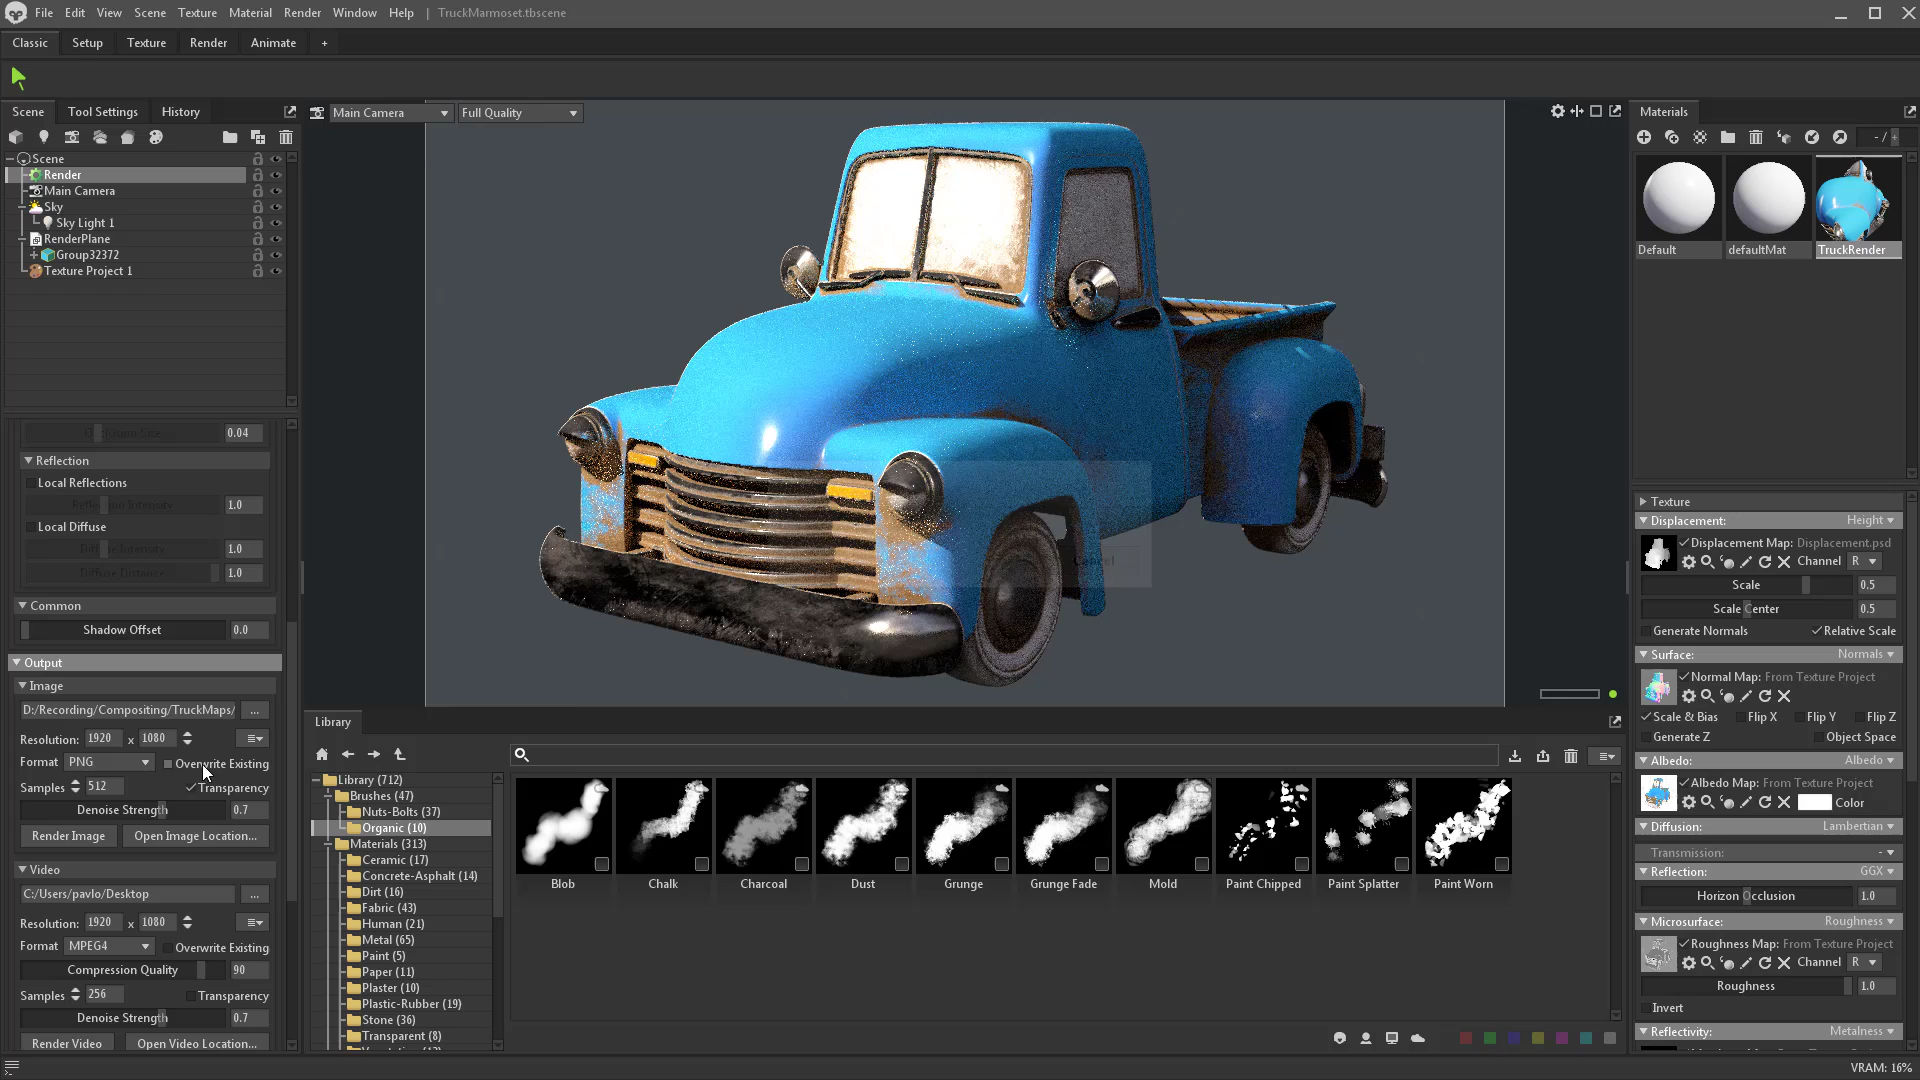 File Edit View Scene Texture Material Render Window Help | TruckMarmoset.tbscene
Classic Setup Texture Render Animate +
Scene Tool Settings History
Main Camera Full Quality
Materials
- / +
Scene
Render
Main Camera
Sky
Sky Light 1
RenderPlane
Group32372
Texture Project 1
Default defaultMat TruckRender
0.04
Reflection
Local Reflections
Reflection Intensity 1.0
Local Diffuse
Diffuse Intensity 1.0
Diffuse Distance 1.0
Common
Shadow Offset 0.0
Output
Image
D:/Recording/Compositing/TruckMaps/ ...
Resolution: 1920 x 1080
Format PNG Overwrite Existing
Samples 512 Transparency
Denoise Strength 0.7
Render Image Open Image Location...
Video
C:/Users/pavlo/Desktop ...
Resolution: 1920 x 1080
Format MPEG4 Overwrite Existing
Compression Quality 90
Samples 256 Transparency
Denoise Strength 0.7
Render Video Open Video Location...
Cancel
Library
Library (712)
Brushes (47)
Nuts-Bolts (37)
Organic (10)
Materials (313)
Ceramic (17)
Concrete-Asphalt (14)
Dirt (16)
Fabric (43)
Human (21)
Metal (65)
Paint (5)
Paper (11)
Plaster (10)
Plastic-Rubber (19)
Stone (36)
Transparent (8)
Blob Chalk Charcoal Dust Grunge Grunge Fade Mold Paint Chipped Paint Splatter Paint Worn
Texture
Displacement: Height
Displacement Map: Displacement.psd
Channel R
Scale 0.5
Scale Center 0.5
Generate Normals Relative Scale
Surface: Normals
Normal Map: From Texture Project
Scale & Bias Flip X Flip Y Flip Z
Generate Z Object Space
Albedo: Albedo
Albedo Map: From Texture Project
Color
Diffusion: Lambertian
Transmission: -
Reflection: GGX
Horizon Occlusion 1.0
Microsurface: Roughness
Roughness Map: From Texture Project
Channel R
Roughness 1.0
Invert
Reflectivity: Metalness
VRAM: 16%